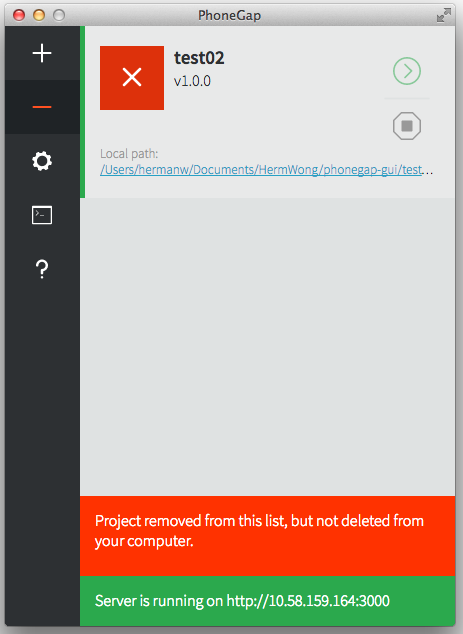 PhoneGap
test02
v1.0.0
Local path:
/Users/hermanw/Documents/HermWong/phonegap-gui/test...
Project removed from this list, but not deleted from
your computer.
Server is running on http://10.58.159.164:3000